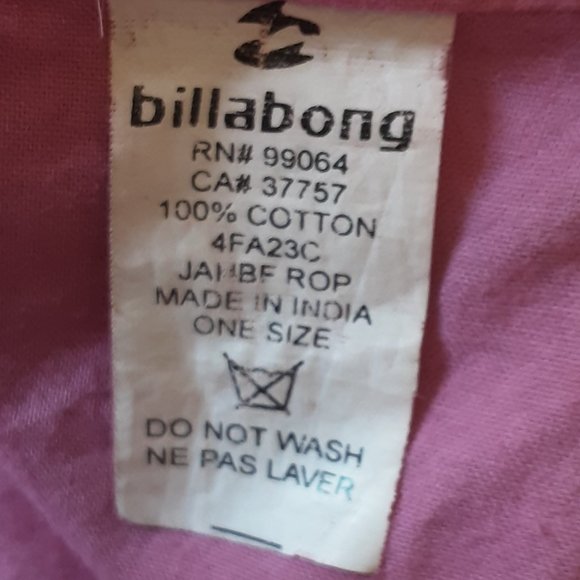 billabong
RN# 99064
CA# 37757
100% COTTON
4FA23C
ROP
MADE IN INDIA
ONE SIZE
DO NOT WASH
NE PAS LAVER